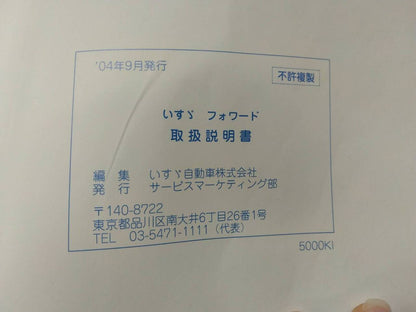 '04年9月発行
不許複製
いすゞ フォワード
取扱説明書
編 集 いすゞ自動車株式会社
発 行 サービスマーケティング部
〒140-8722
東京都品川区南大井6丁目26番1号
TEL 03-5471-1111（代表）
5000KI